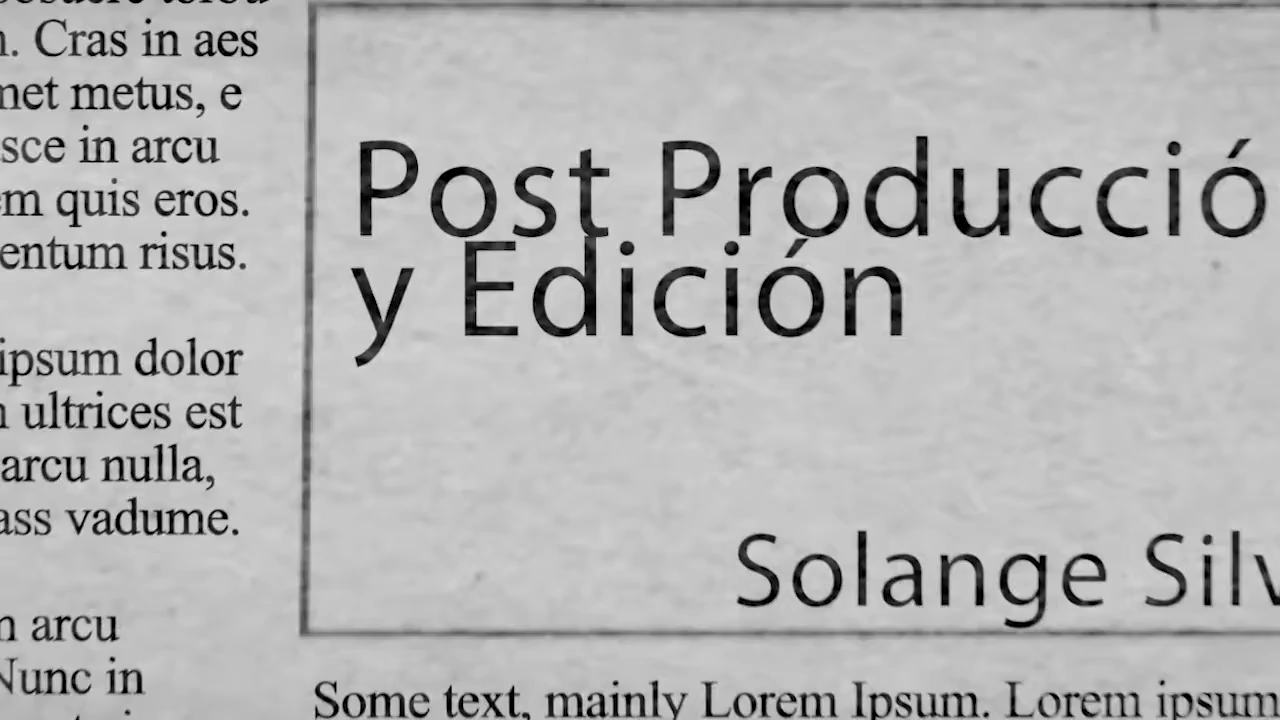 n. Cras in aes
met metus, e
sce in arcu
em quis eros.
entum risus.
ipsum dolor
ultrices est
arcu nulla,
ass vadume.
arcu
Nunc in
Post Producció
y Edición
Solange Silv
Some text, mainly Lorem Ipsum. Lorem ipsum